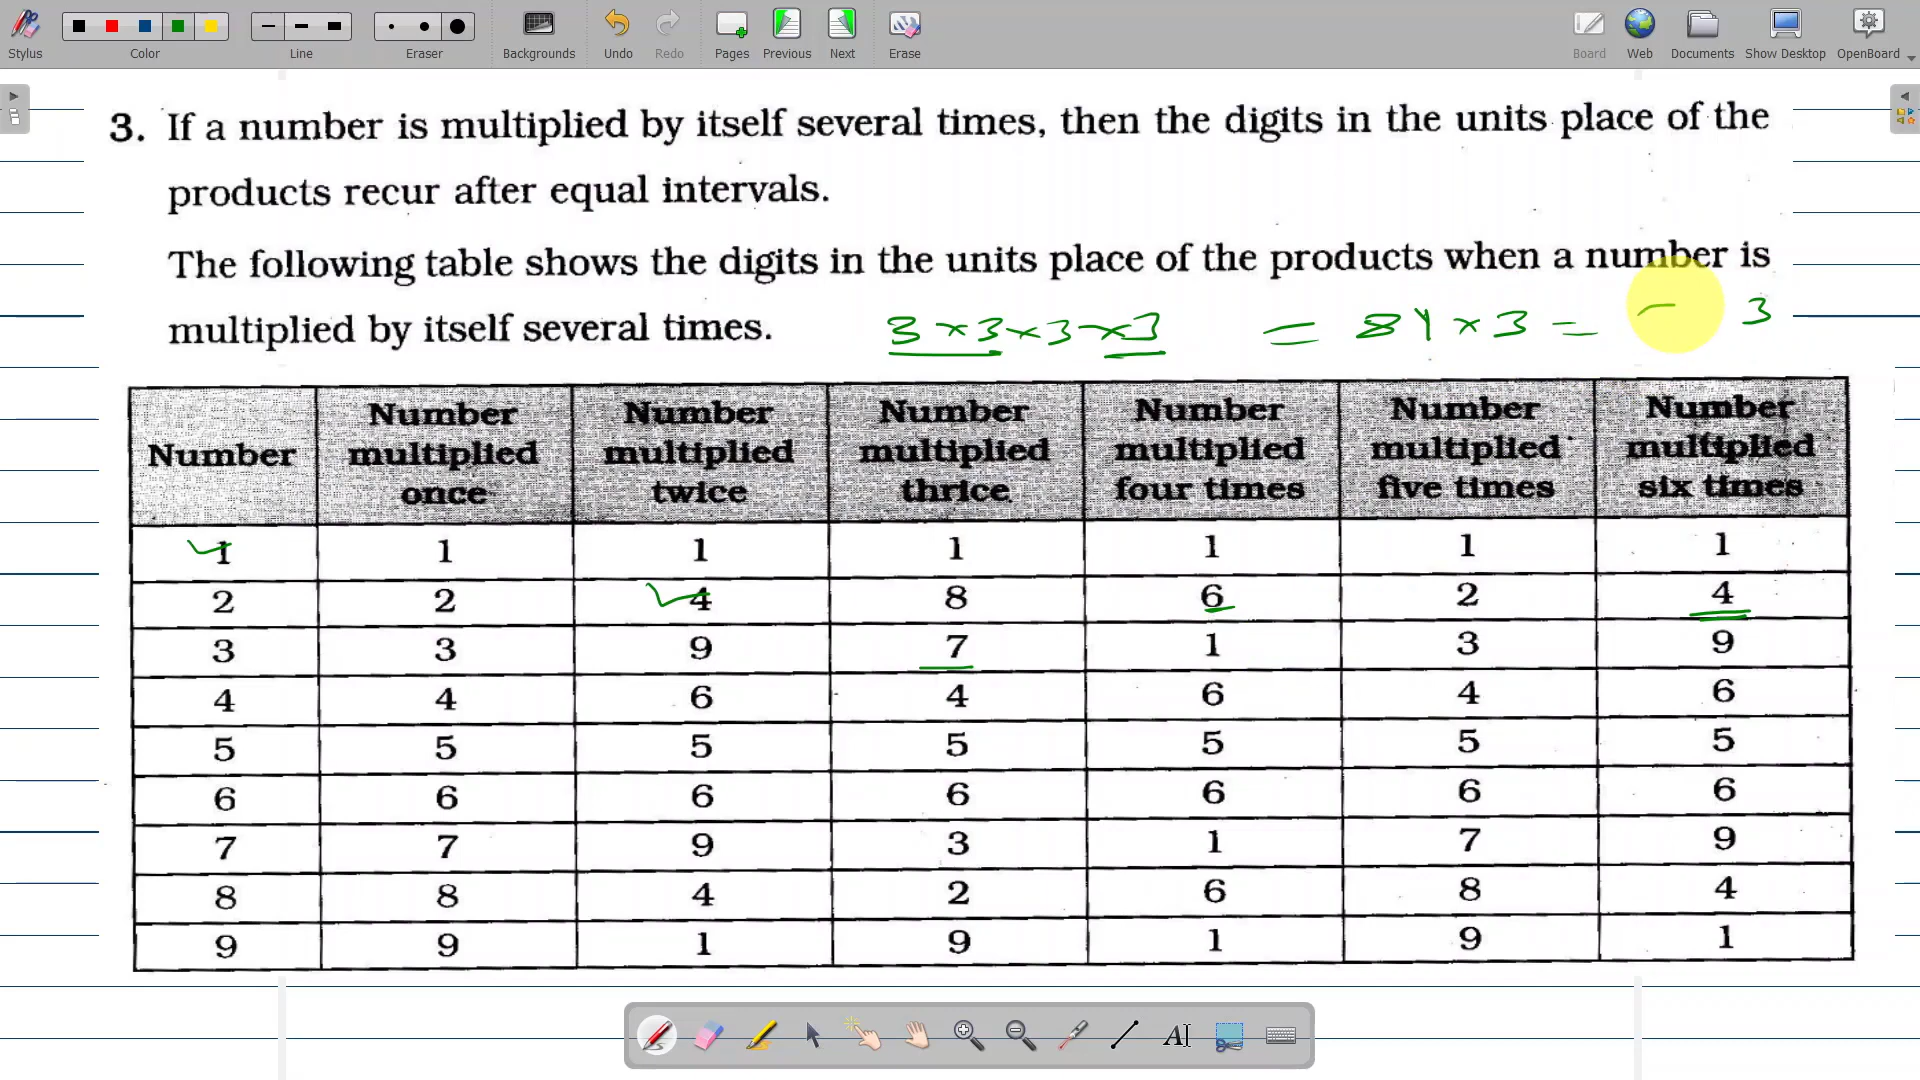 Stylus Color Line Eraser Backgrounds Undo Redo Pages Previous Next Erase Board Web Documents Show Desktop OpenBoard
3. If a number is multiplied by itself several times, then the digits in the units place of the
products recur after equal intervals.
The following table shows the digits in the units place of the products when a number is
multiplied by itself several times. 3 × 3 × 3 × 3 = 81 × 3 = – 3
Number Number multiplied once Number multiplied twice Number multiplied thrice Number multiplied four times Number multiplied five times Number multiplied six times
1 1 1 1 1 1 1
2 2 4 8 6 2 4
3 3 9 7 1 3 9
4 4 6 4 6 4 6
5 5 5 5 5 5 5
6 6 6 6 6 6 6
7 7 9 3 1 7 9
8 8 4 2 6 8 4
9 9 1 9 1 9 1